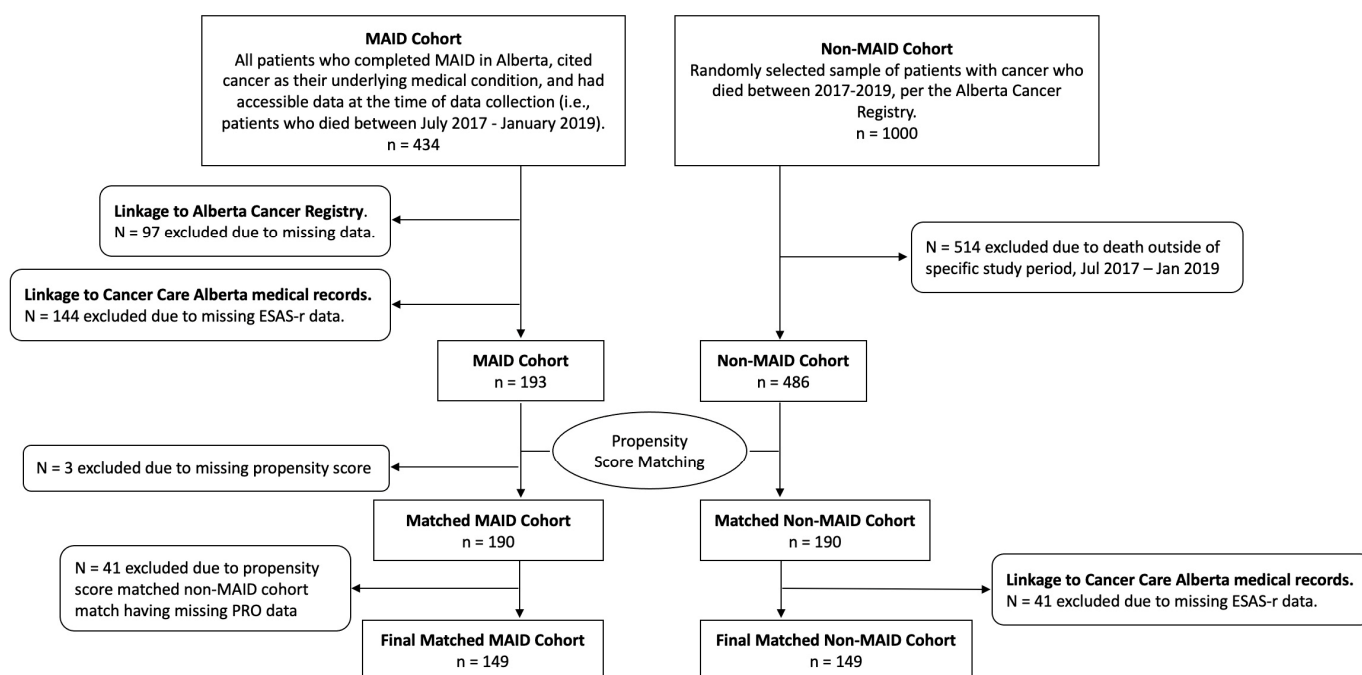 MAID Cohort
All patients who completed MAID in Alberta, cited
cancer as their underlying medical condition, and had
accessible data at the time of data collection (i.e.,
patients who died between July 2017 - January 2019).
n = 434
Non-MAID Cohort
Randomly selected sample of patients with cancer who
died between 2017-2019, per the Alberta Cancer
Registry.
n = 1000
Linkage to Alberta Cancer Registry.
N = 97 excluded due to missing data.
N = 514 excluded due to death outside of
specific study period, Jul 2017 – Jan 2019
Linkage to Cancer Care Alberta medical records.
N = 144 excluded due to missing ESAS-r data.
MAID Cohort
n = 193
Non-MAID Cohort
n = 486
Propensity
Score Matching
N = 3 excluded due to missing propensity score
Matched MAID Cohort
n = 190
Matched Non-MAID Cohort
n = 190
N = 41 excluded due to propensity
score matched non-MAID cohort
match having missing PRO data
Linkage to Cancer Care Alberta medical records.
N = 41 excluded due to missing ESAS-r data.
Final Matched MAID Cohort
n = 149
Final Matched Non-MAID Cohort
n = 149